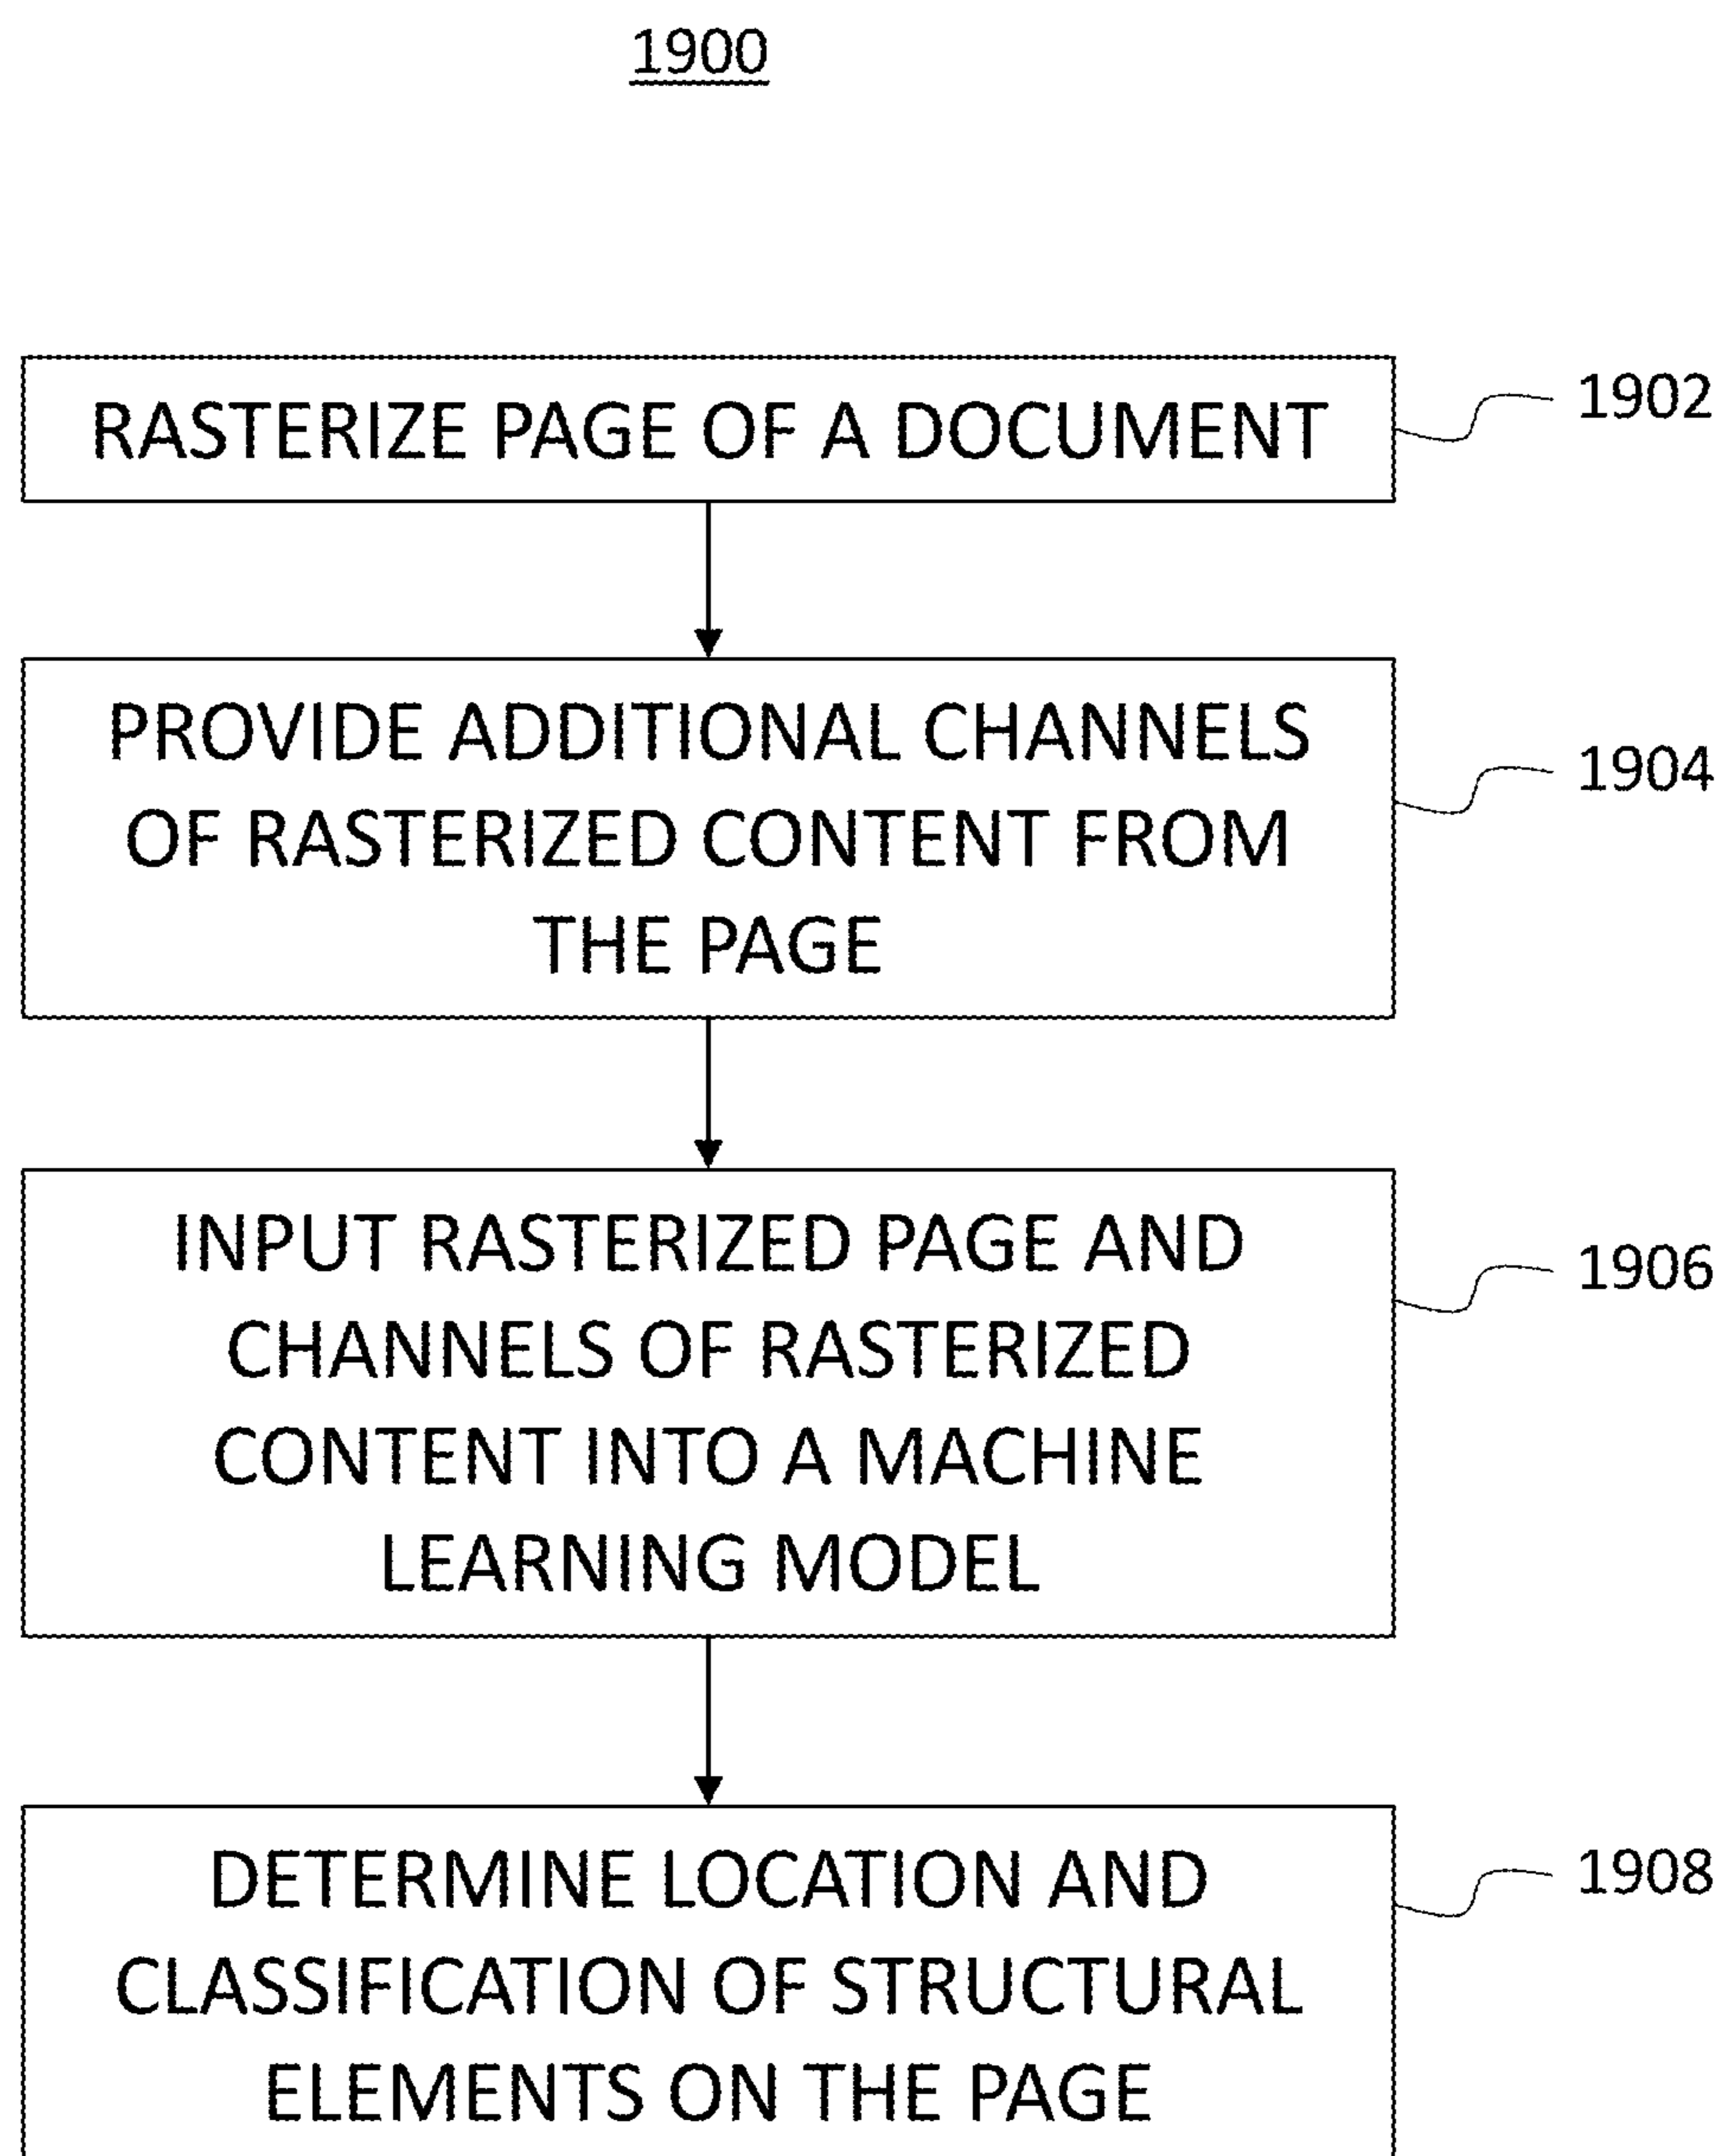 1900
RASTERIZE PAGE OF A DOCUMENT
1902
PROVIDE ADDITIONAL CHANNELS
OF RASTERIZED CONTENT FROM
THE PAGE
1904
INPUT RASTERIZED PAGE AND
CHANNELS OF RASTERIZED
CONTENT INTO A MACHINE
LEARNING MODEL
1906
DETERMINE LOCATION AND
CLASSIFICATION OF STRUCTURAL
ELEMENTS ON THE PAGE
1908